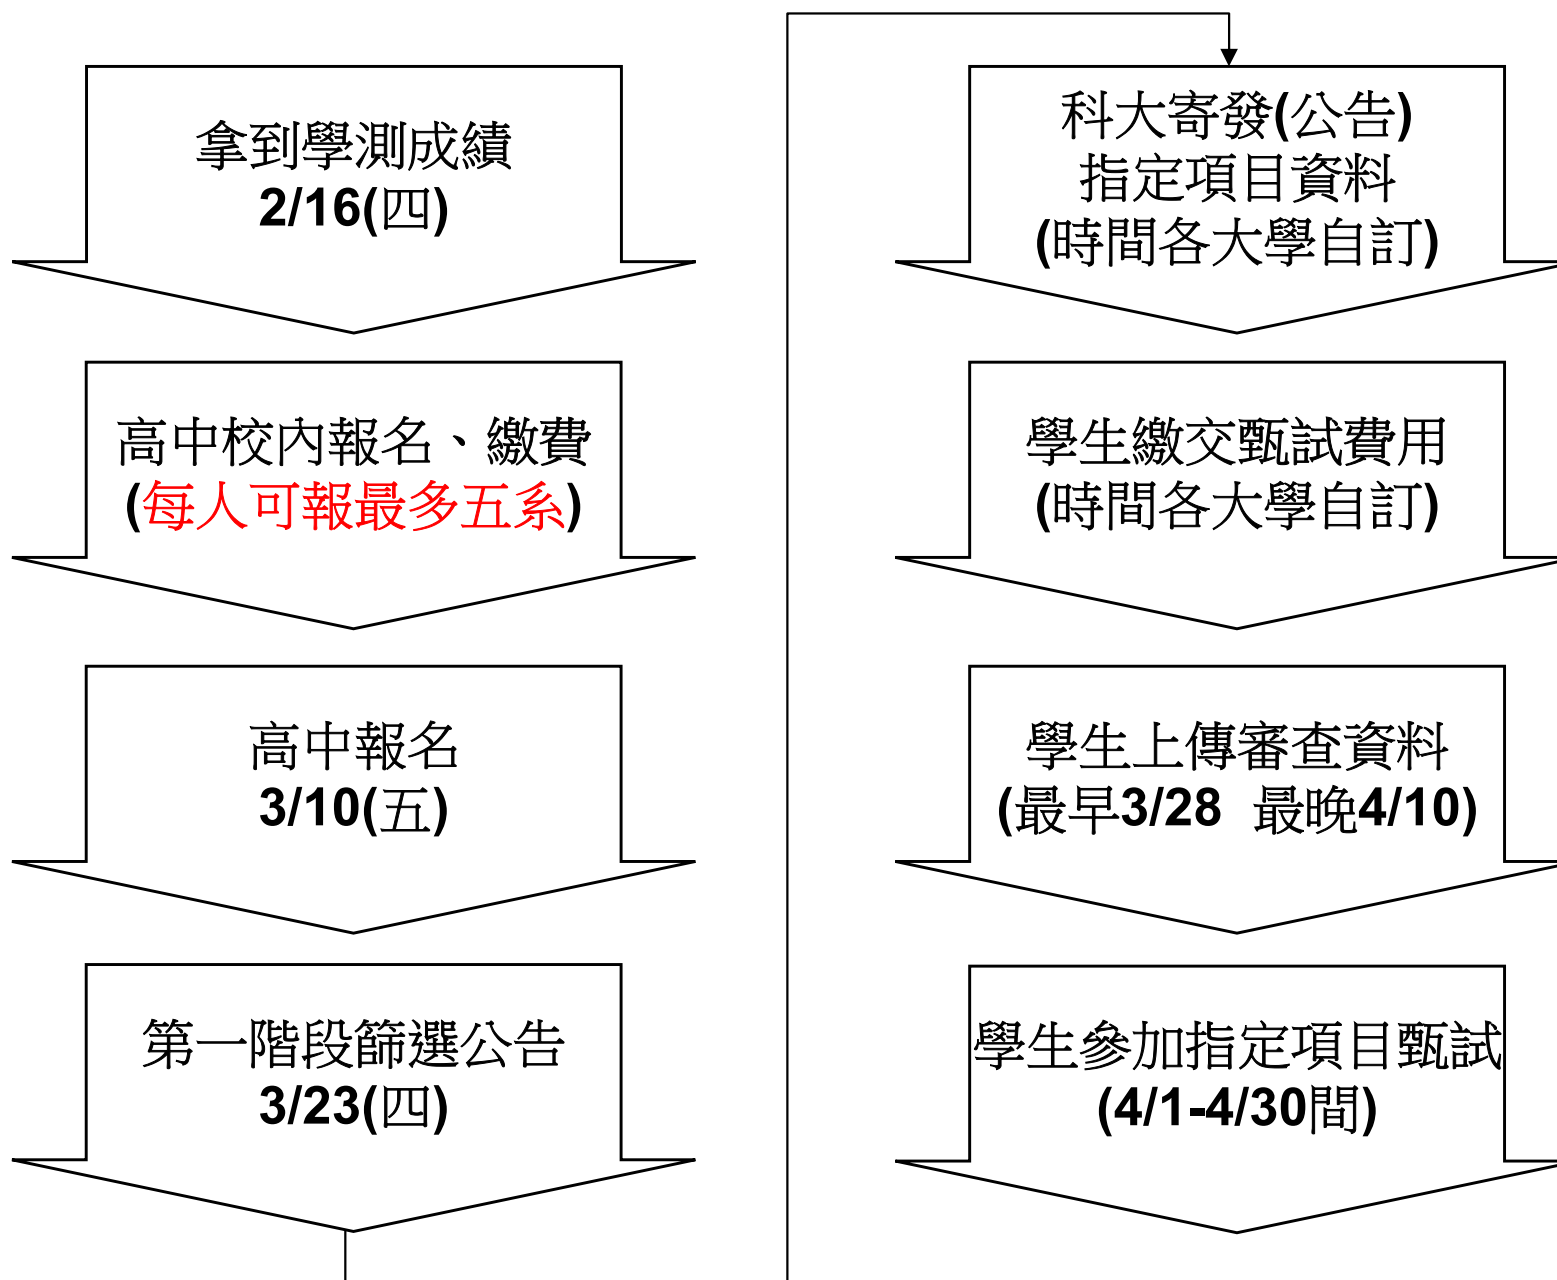 拿到學測成績
2/16(四)
高中校內報名、繳費
(每人可報最多五系)
高中報名
3/10(五)
第一階段篩選公告
3/23(四)
科大寄發(公告)
指定項目資料
(時間各大學自訂)
學生繳交甄試費用
(時間各大學自訂)
學生上傳審查資料
(最早3/28 最晚4/10)
學生參加指定項目甄試
(4/1-4/30間)